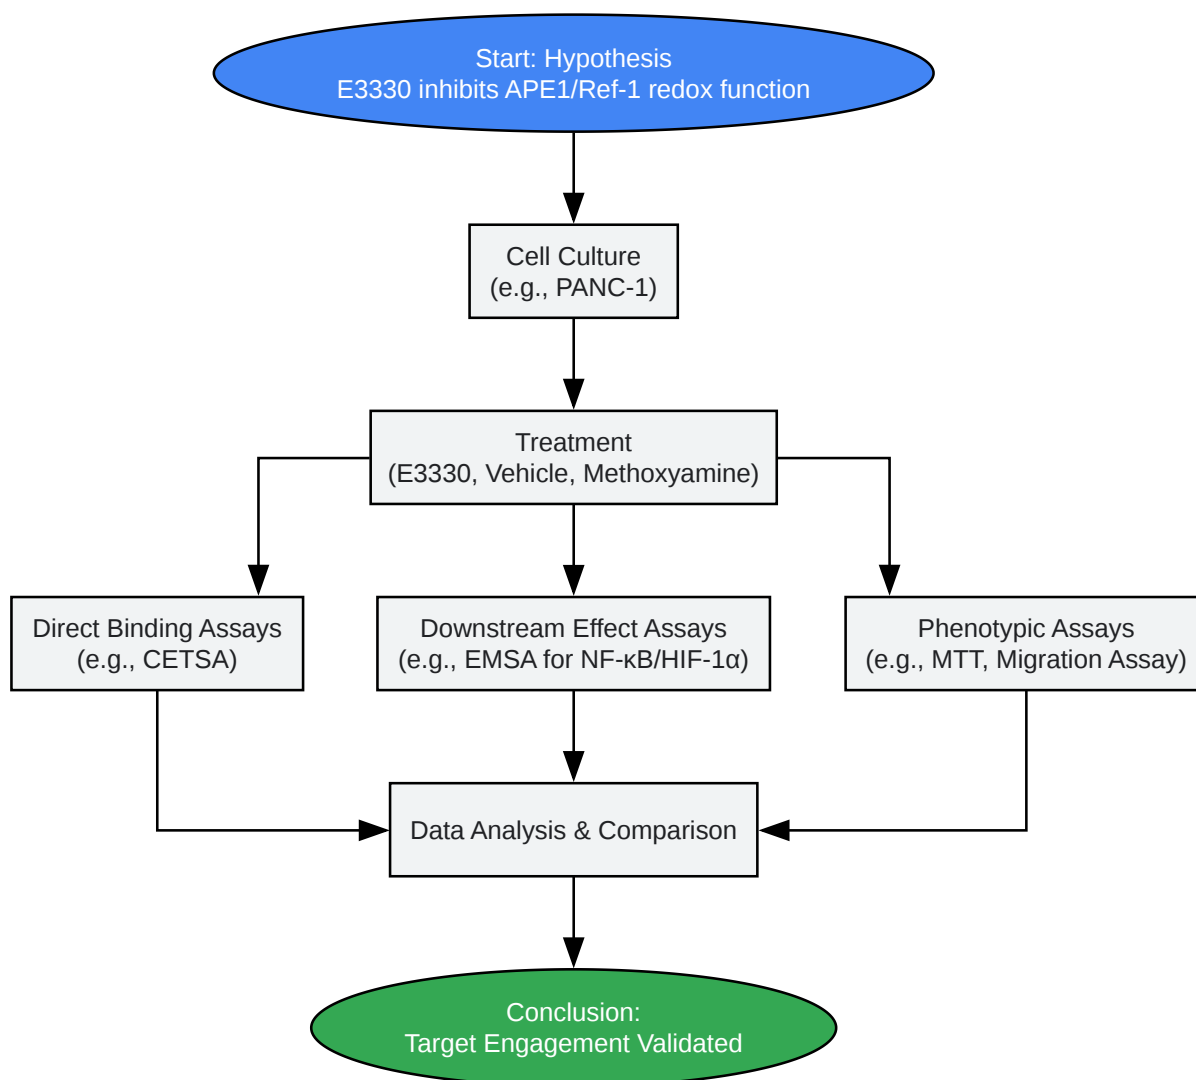 Start: Hypothesis
E3330 inhibits APE1/Ref-1 redox function
Cell Culture
(e.g., PANC-1)
Treatment
(E3330, Vehicle, Methoxyamine)
Direct Binding Assays
(e.g., CETSA)
Downstream Effect Assays
(e.g., EMSA for NF-κB/HIF-1α)
Phenotypic Assays
(e.g., MTT, Migration Assay)
Data Analysis & Comparison
Conclusion:
Target Engagement Validated